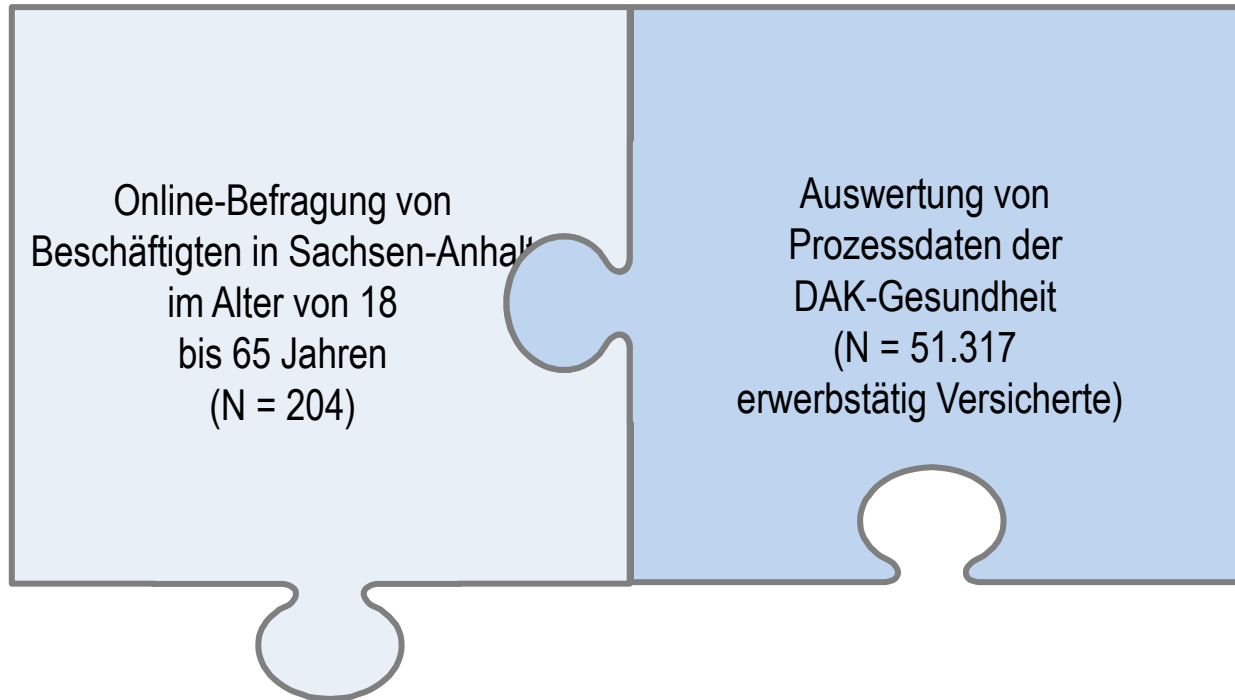 Online-Befragung von
Beschäftigten in Sachsen-Anhalt
im Alter von 18
bis 65 Jahren
(N = 204)
Auswertung von
Prozessdaten der
DAK-Gesundheit
(N = 51.317
erwerbstätig Versicherte)